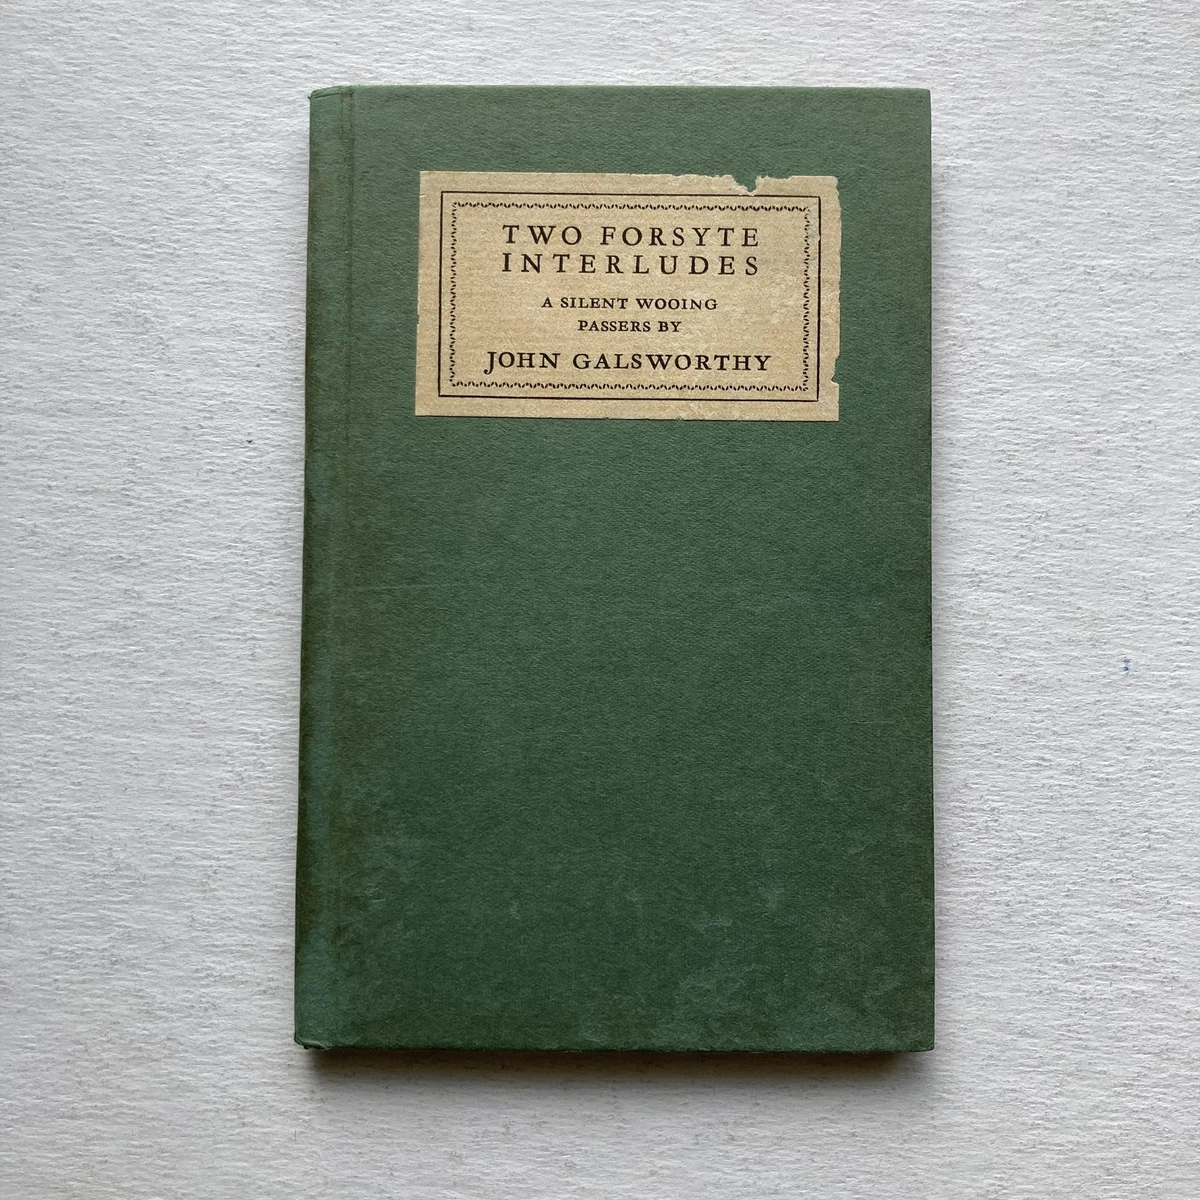 TWO FORSYTE
INTERLUDES
A SILENT WOOING
PASSERS BY
JOHN GALSWORTHY